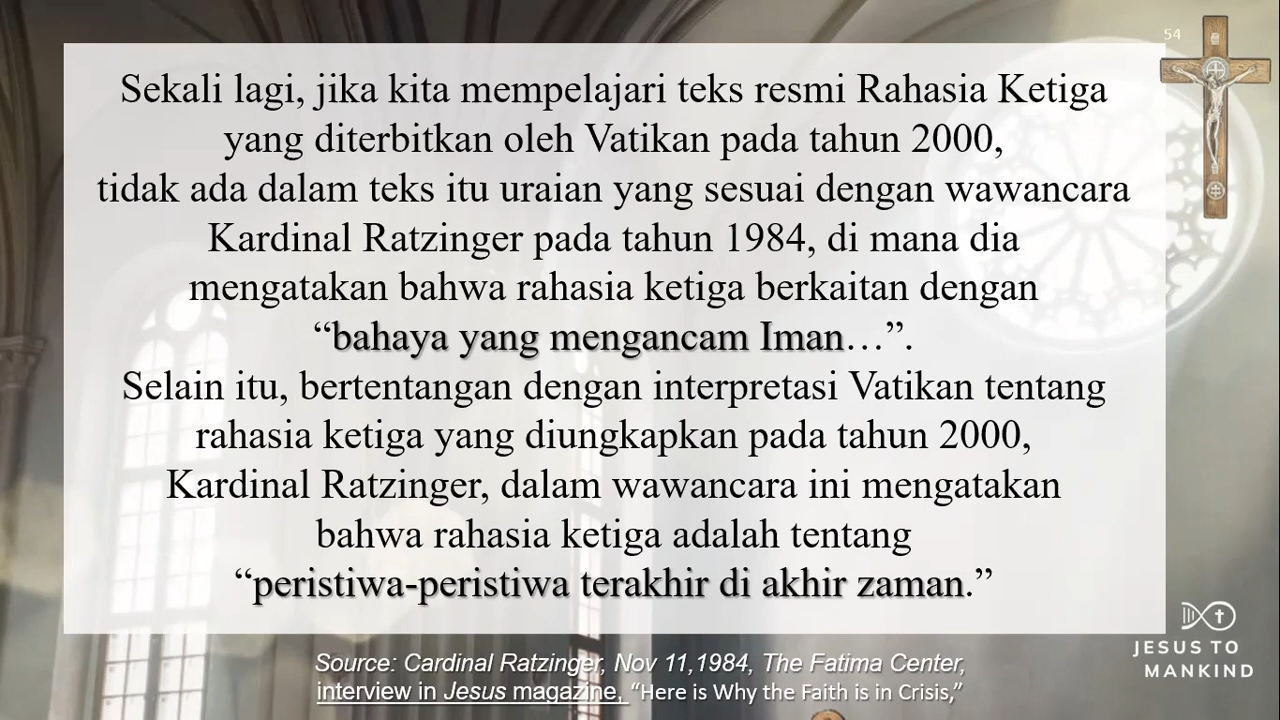 54
Sekali lagi, jika kita mempelajari teks resmi Rahasia Ketiga
yang diterbitkan oleh Vatikan pada tahun 2000,
tidak ada dalam teks itu uraian yang sesuai dengan wawancara
Kardinal Ratzinger pada tahun 1984, di mana dia
mengatakan bahwa rahasia ketiga berkaitan dengan
“bahaya yang mengancam Iman…”.
Selain itu, bertentangan dengan interpretasi Vatikan tentang
rahasia ketiga yang diungkapkan pada tahun 2000,
Kardinal Ratzinger, dalam wawancara ini mengatakan
bahwa rahasia ketiga adalah tentang
“peristiwa-peristiwa terakhir di akhir zaman.”
Source: Cardinal Ratzinger, Nov 11,1984, The Fatima Center,
interview in Jesus magazine, “Here is Why the Faith is in Crisis,”
JESUS TO
MANKIND